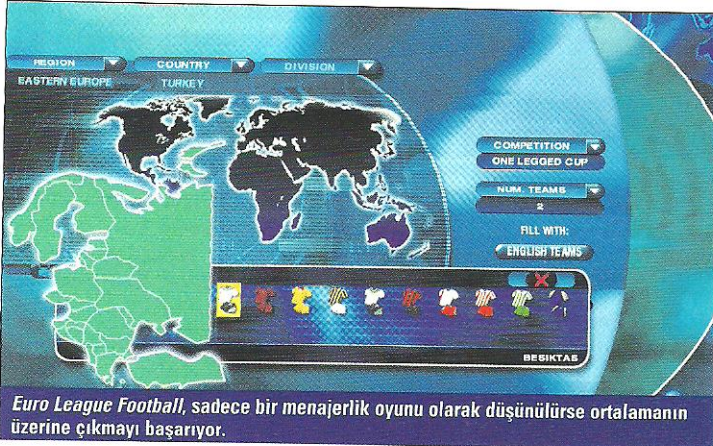 REGION COUNTRY DIVISION
EASTERN EUROPE TURKEY
COMPETITION
ONE LEGGED CUP
NUM. TEAMS
2
FILL WITH:
ENGLISH TEAMS
BESIKTAS
Euro League Football, sadece bir menajerlik oyunu olarak düşünülürse ortalamanın
üzerine çıkmayı başarıyor.